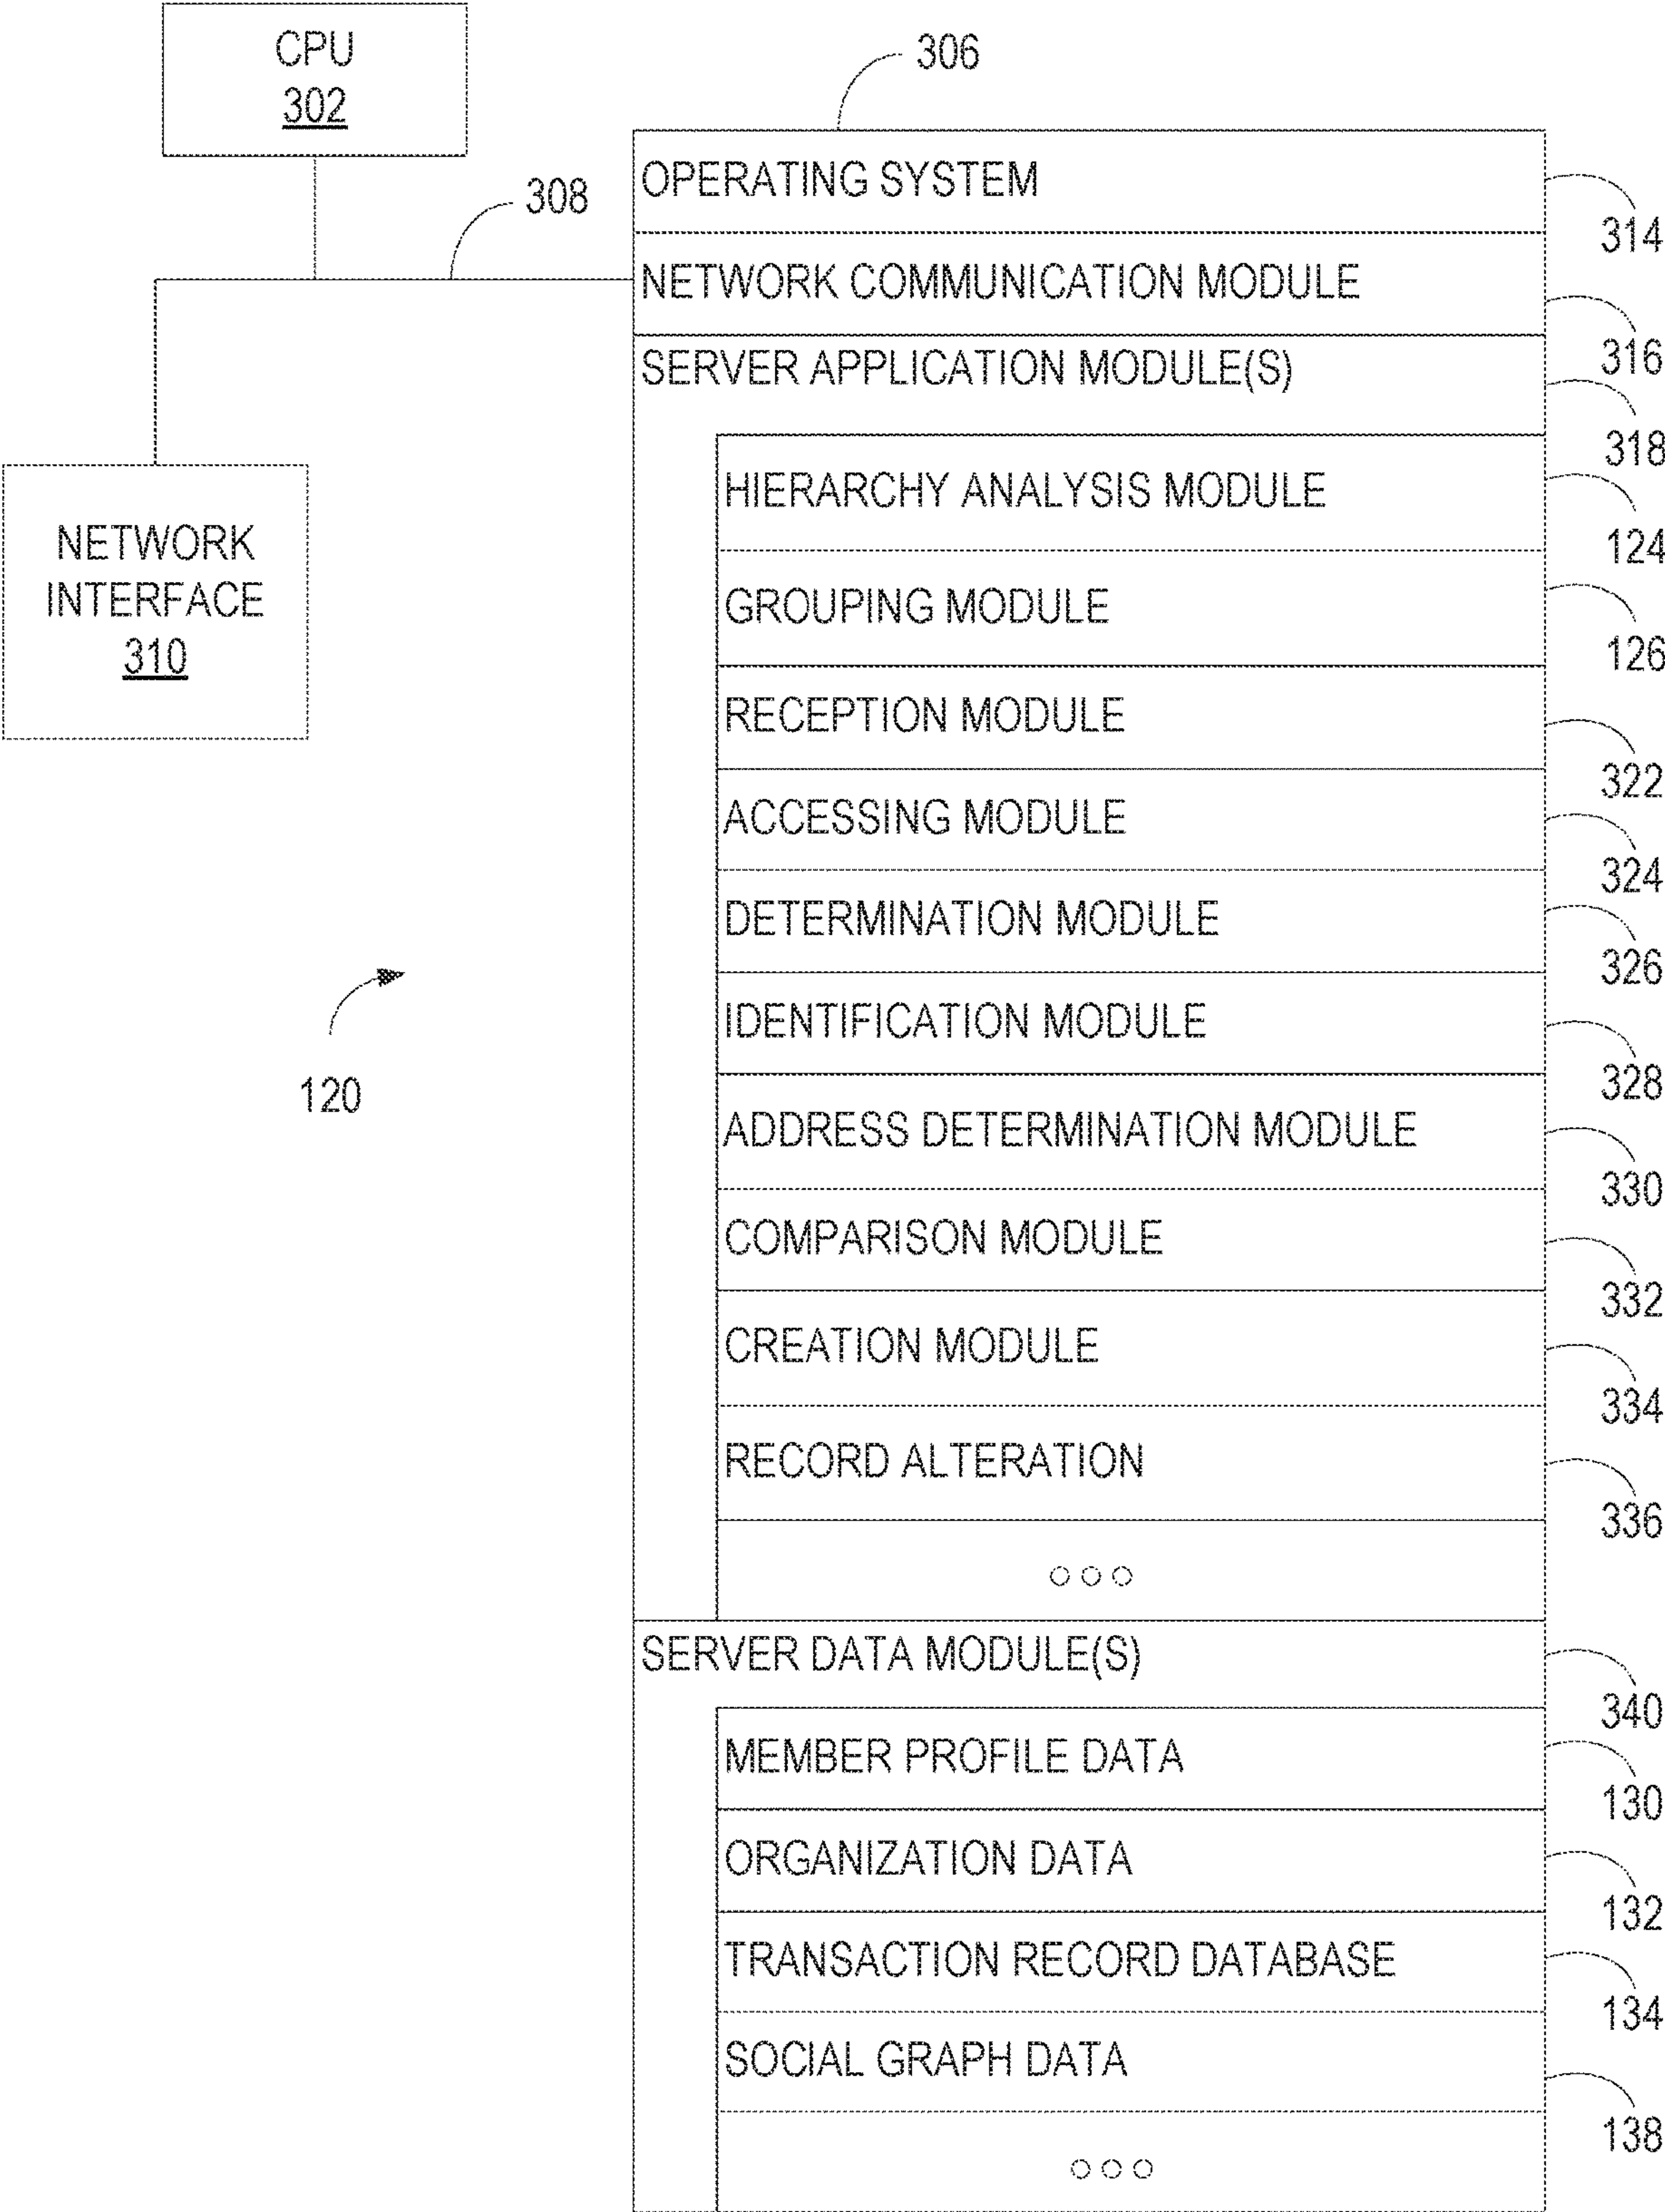 CPU
302
306
308
OPERATING SYSTEM
314
NETWORK COMMUNICATION MODULE
316
SERVER APPLICATION MODULE(S)
318
HIERARCHY ANALYSIS MODULE
124
NETWORK
INTERFACE
310
GROUPING MODULE
126
RECEPTION MODULE
322
ACCESSING MODULE
324
DETERMINATION MODULE
326
IDENTIFICATION MODULE
328
120
ADDRESS DETERMINATION MODULE
330
COMPARISON MODULE
332
CREATION MODULE
334
RECORD ALTERATION
336
SERVER DATA MODULE(S)
340
MEMBER PROFILE DATA
130
ORGANIZATION DATA
132
TRANSACTION RECORD DATABASE
134
SOCIAL GRAPH DATA
138